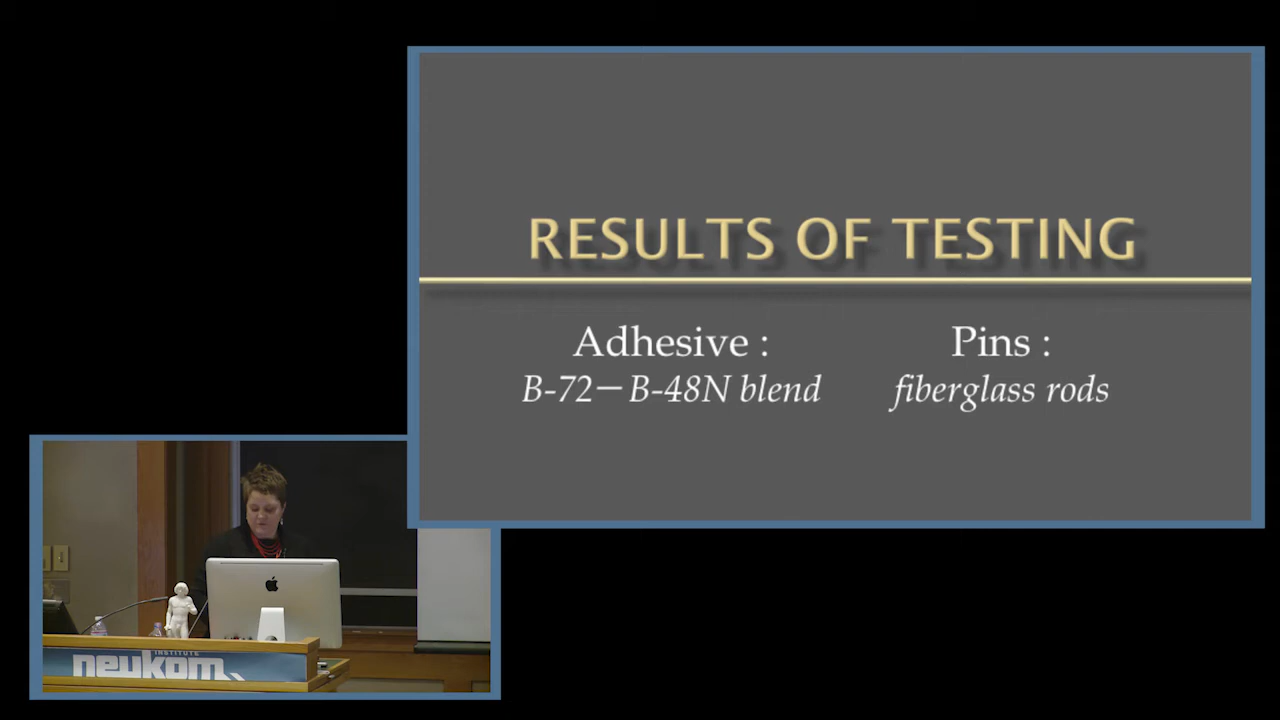 RESULTS OF TESTING
Adhesive :
B-72—B-48N blend
Pins :
fiberglass rods
INSTITUTE
neukom